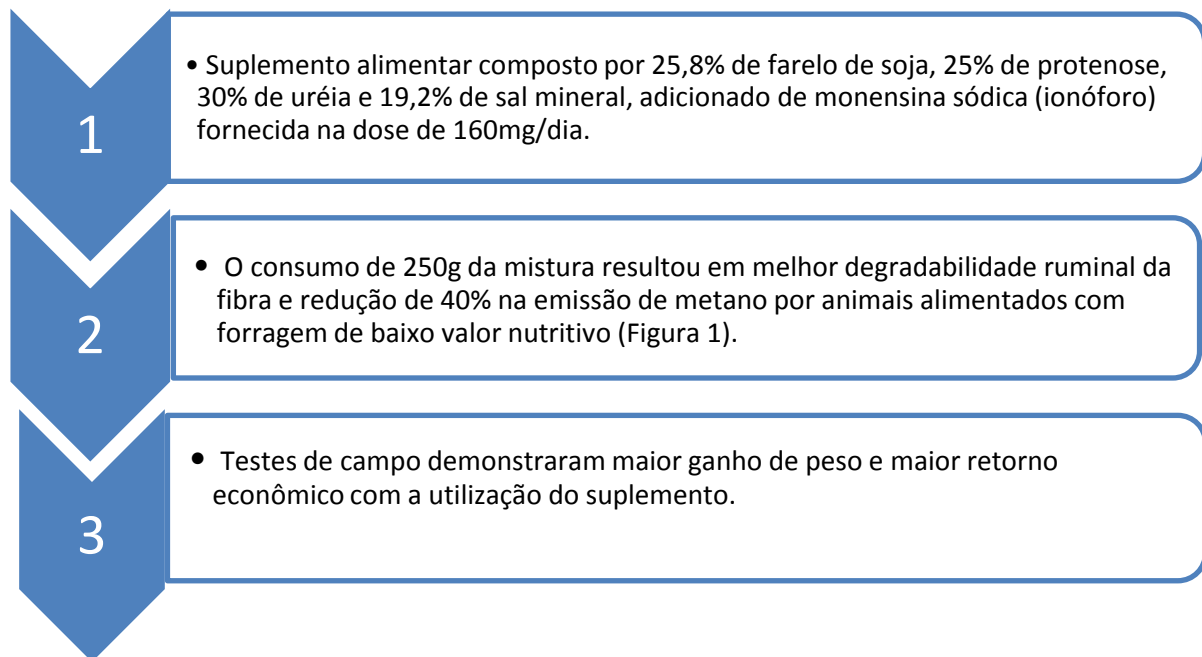 1
• Suplemento alimentar composto por 25,8% de farelo de soja, 25% de protenose,
30% de uréia e 19,2% de sal mineral, adicionado de monensina sódica (ionóforo)
fornecida na dose de 160mg/dia.
2
• O consumo de 250g da mistura resultou em melhor degradabilidade ruminal da
fibra e redução de 40% na emissão de metano por animais alimentados com
forragem de baixo valor nutritivo (Figura 1).
3
• Testes de campo demonstraram maior ganho de peso e maior retorno
econômico com a utilização do suplemento.